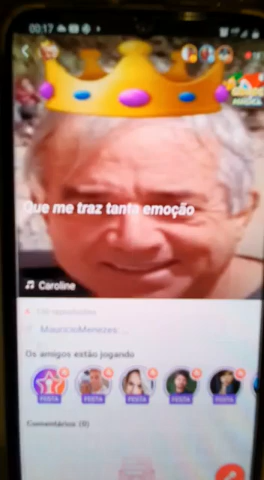 00:17
Que me traz tanta emoção
Caroline
MauricioMenezes
Os amigos estão jogando
FESTA FESTA FESTA FESTA FESTA
Comentários (0)